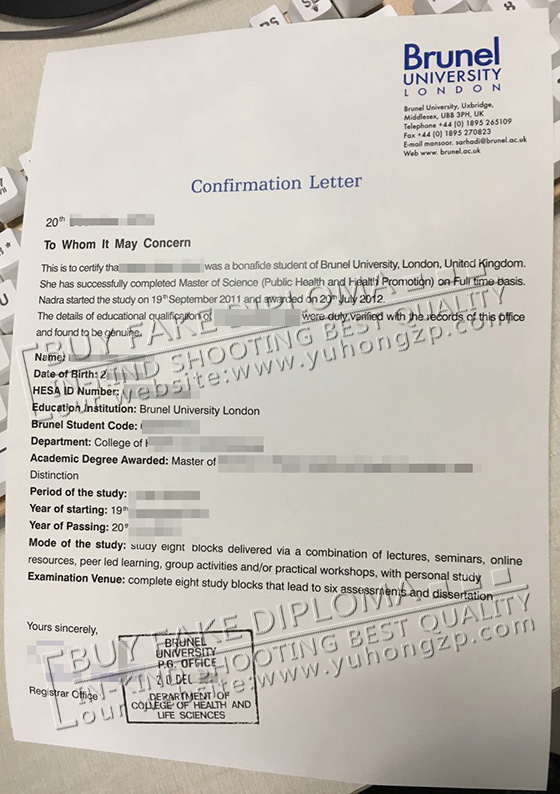 Brunel
UNIVERSITY
LONDON
Brunel University, Uxbridge,
Middlesex, UB8 3PH, UK
Telephone +44 (0) 1895 265109
Fax +44 (0) 1895 270823
E-mail mansoor. sarhadi@brunel.ac.uk
Web www. brunel.ac.uk
Confirmation Letter
20th
To Whom It May Concern
This is to certify tha was a bonafide student of Brunel University, London, United Kingdom.
She has successfully completed Master of Science (Public Health and Health Promotion) on Full time basis.
Nadra started the study on 19th September 2011 and awarded on 20th July 2012.
The details of educational qualification of were duly verified with the records of this office
and found to be genuine.
BUY FAKE DIPLOMA
IN-KIND SHOOTING BEST QUALITY
our website:www.yuhongzp.com
Name:
Date of Birth: 2
HESA ID Number:
Education Institution: Brunel University London
Brunel Student Code:
Department: College of
Academic Degree Awarded: Master of
Distinction
Period of the study:
Year of starting: 19th
Year of Passing: 20th
Mode of the study: study eight blocks delivered via a combination of lectures, seminars, online
resources, peer led learning, group activities and/or practical workshops, with personal study
Examination Venue: complete eight study blocks that lead to six assessments and dissertation
BUY FAKE DIPLOMA
IN-KIND SHOOTING BEST QUALITY
our website:www.yuhongzp.com
Yours sincerely,
Registrar Office
BRUNEL
UNIVERSITY
P.G. OFFICE
20 DEC
DEPARTMENT OF
COLLEGE OF HEALTH AND
LIFE SCIENCES